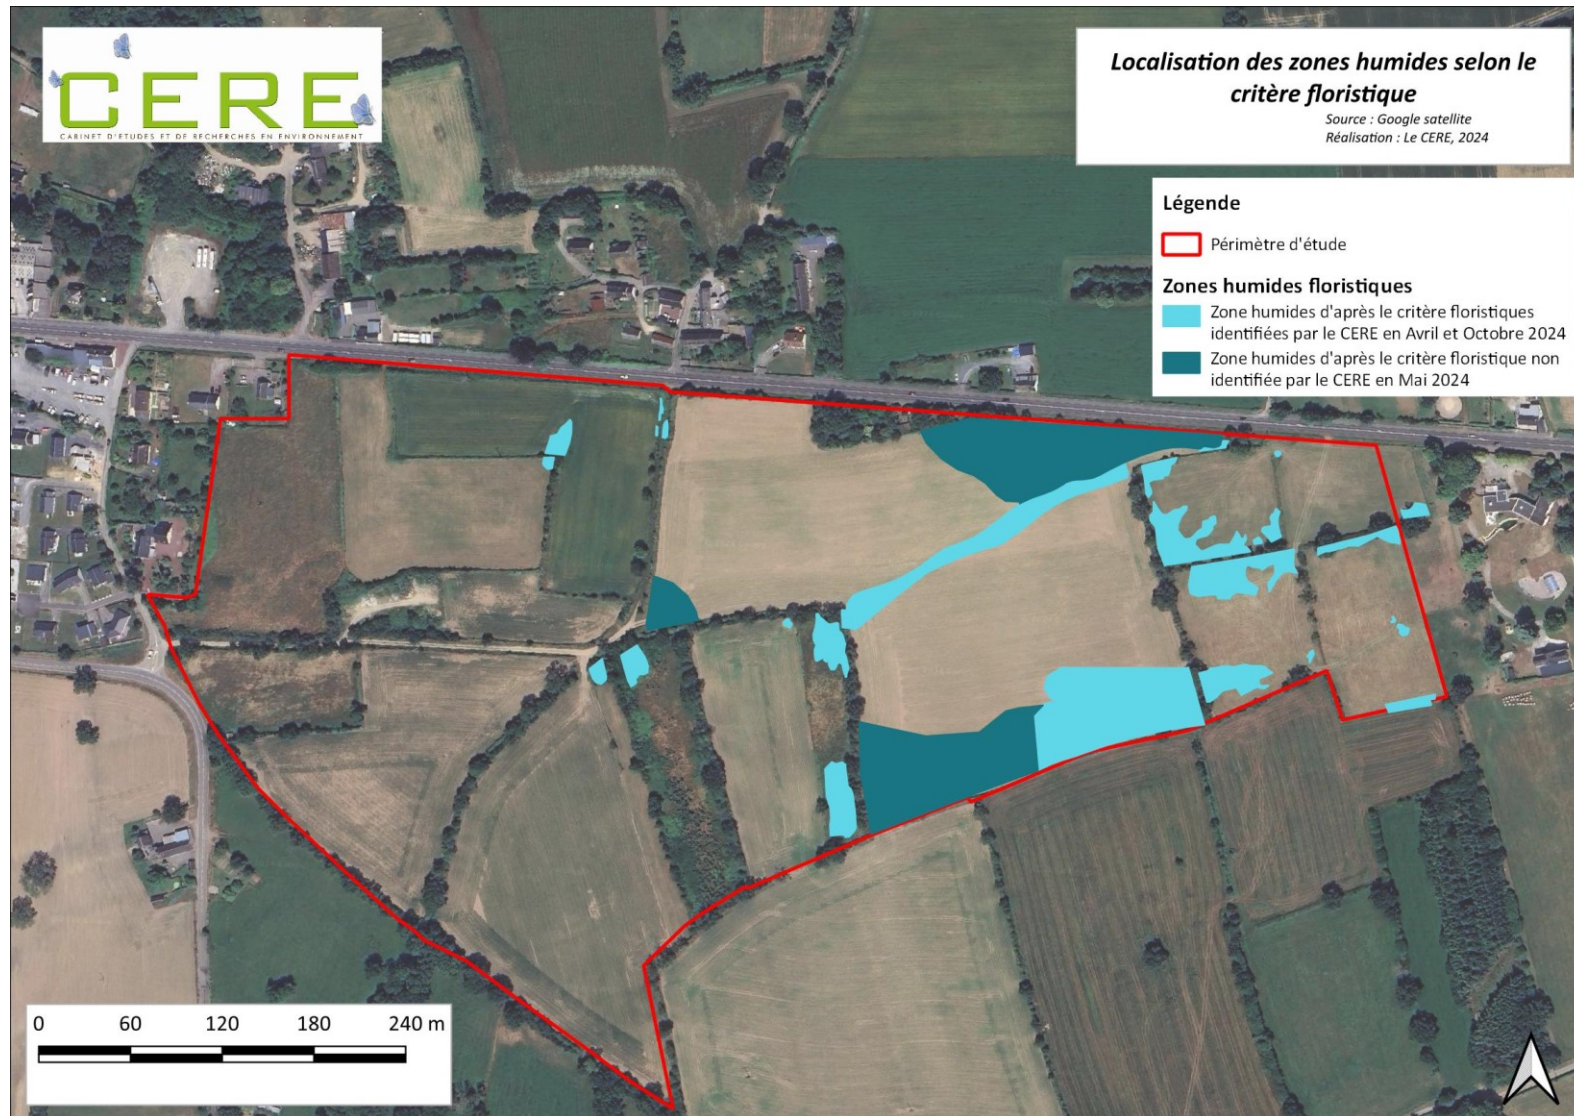 CERE
CABINET D'ETUDES ET DE RECHERCHES EN ENVIRONNEMENT
Localisation des zones humides selon le
critère floristique
Source : Google satellite
Réalisation : Le CERE, 2024
Légende
Périmètre d'étude
Zones humides floristiques
Zone humides d'après le critère floristiques
identifiées par le CERE en Avril et Octobre 2024
Zone humides d'après le critère floristique non
identifiée par le CERE en Mai 2024
0 60 120 180 240 m